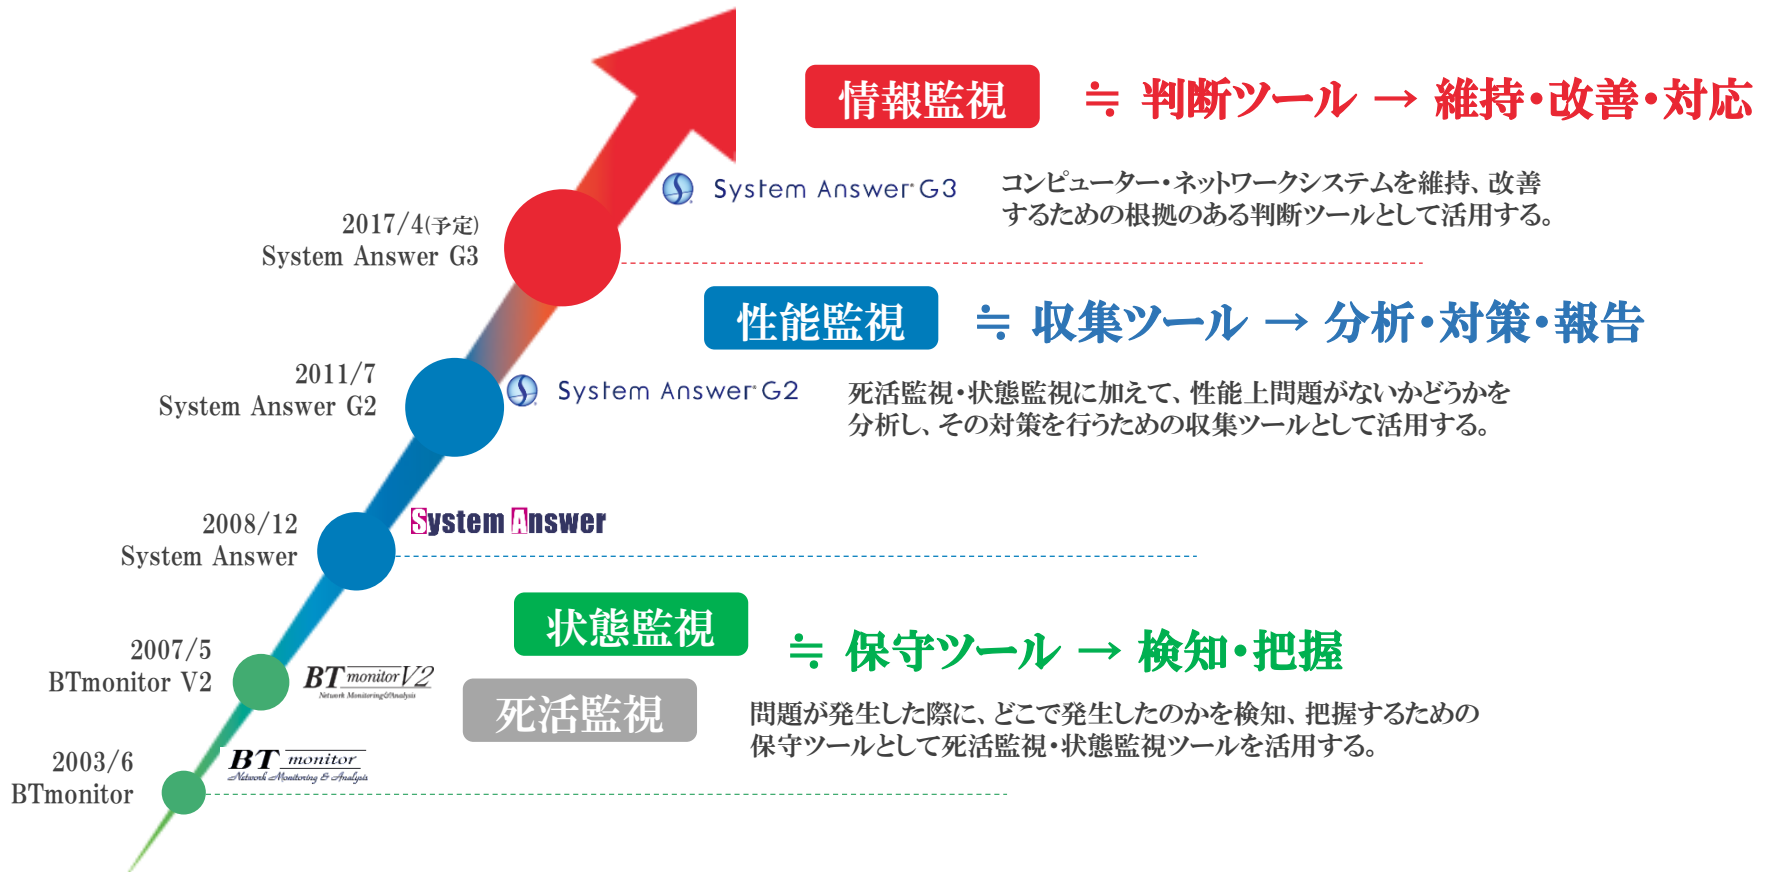 情報監視
≒ 判断ツール → 維持・改善・対応
System Answer G3
コンピューター・ネットワークシステムを維持、改善
するための根拠のある判断ツールとして活用する。
2017/4(予定)
System Answer G3
性能監視
≒ 収集ツール → 分析・対策・報告
2011/7
System Answer G2
System Answer G2
死活監視・状態監視に加えて、性能上問題がないかどうかを
分析し、その対策を行うための収集ツールとして活用する。
2008/12
System Answer
System Answer
状態監視
≒ 保守ツール → 検知・把握
2007/5
BTmonitor V2
BT monitor V2
Network Monitoring&Analysis
死活監視
問題が発生した際に、どこで発生したのかを検知、把握するための
保守ツールとして死活監視・状態監視ツールを活用する。
2003/6
BTmonitor
BT monitor
Network Monitoring & Analysis